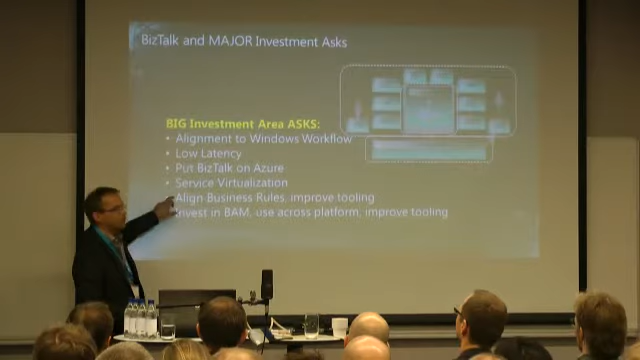 BizTalk and MAJOR Investment Asks
BIG Investment Area ASKS:
• Alignment to Windows Workflow
• Low Latency
• Put BizTalk on Azure
• Service Virtualization
Align Business Rules, improve tooling
Invest in BAM, use across platform, improve tooling